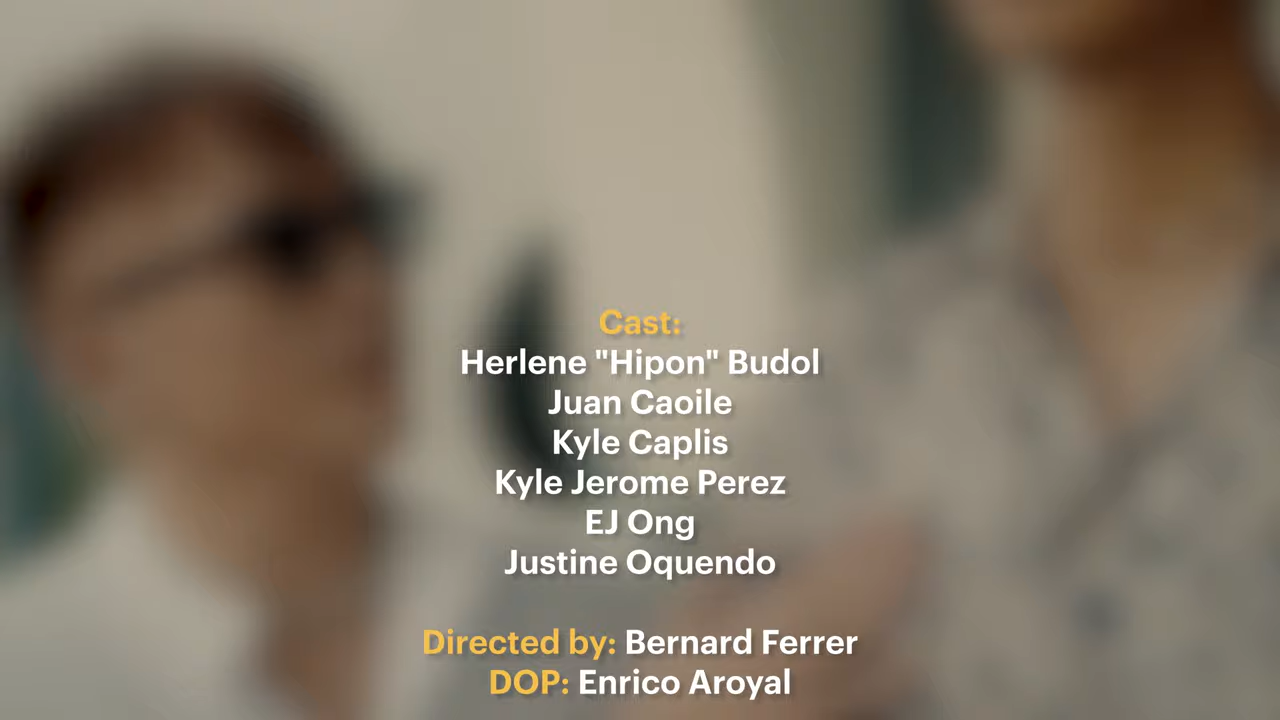 Cast:
Herlene "Hipon" Budol
Juan Caoile
Kyle Caplis
Kyle Jerome Perez
EJ Ong
Justine Oquendo
Directed by: Bernard Ferrer
DOP: Enrico Aroyal